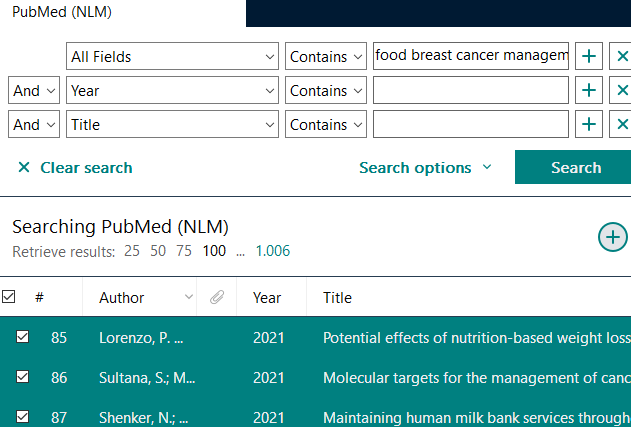 PubMed (NLM)
All Fields Contains food breast cancer managem
And Year Contains
And Title Contains
Clear search Search options Search
Searching PubMed (NLM)
Retrieve results: 25 50 75 100 ... 1.006
# Author Year Title
85 Lorenzo, P. ... 2021 Potential effects of nutrition-based weight loss
86 Sultana, S.; M... 2021 Molecular targets for the management of canc
87 Shenker, N.; ... 2021 Maintaining human milk bank services through